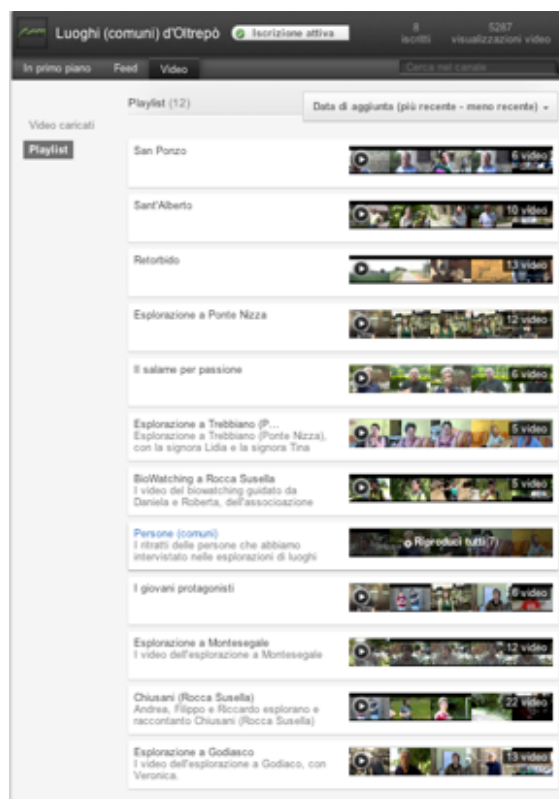 Luoghi (comuni) d'Oltrepò
Iscrizione attiva
8
iscritti
5287
visualizzazioni video
In primo piano
Feed
Video
Cerca nel canale
Video caricati
Playlist
Playlist (12)
Data di aggiunta (più recente - meno recente)
San Ponzo
6 video
Sant'Alberto
10 video
Retorbido
13 video
Esplorazione a Ponte Nizza
12 video
Il salame per passione
6 video
Esplorazione a Trebbiano (P...
Esplorazione a Trebbiano (Ponte Nizza),
con la signora Lidia e la signora Tina
5 video
BioWatching a Rocca Susella
I video del biowatching guidato da
Daniela e Roberta, dell'associoazione
5 video
Persone (comuni)
I ritratti delle persone che abbiamo
intervistato nelle esplorazioni di luoghi
Riproduci tutti (7)
I giovani protagonisti
6 video
Esplorazione a Montesegale
I video dell'esplorazione a Montesegale
12 video
Chiusani (Rocca Susella)
Andrea, Filippo e Riccardo esplorano e
raccontanto Chiusani (Rocca Susella)
22 video
Esplorazione a Godiasco
I video dell'esplorazione a Godiaco, con
Veronica.
13 video